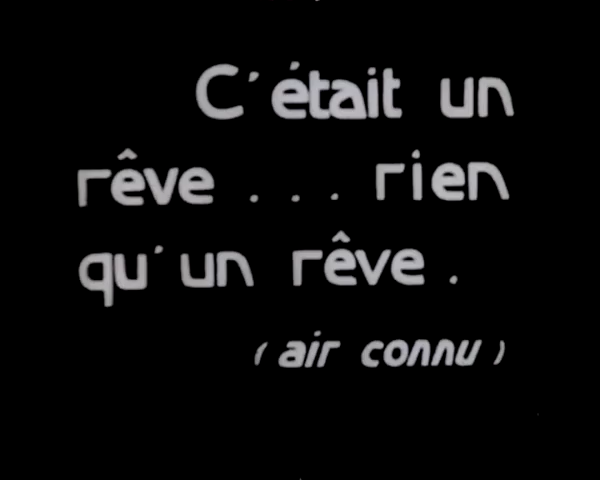 C'était un
rêve . . . rien
qu'un rêve .
( air connu )